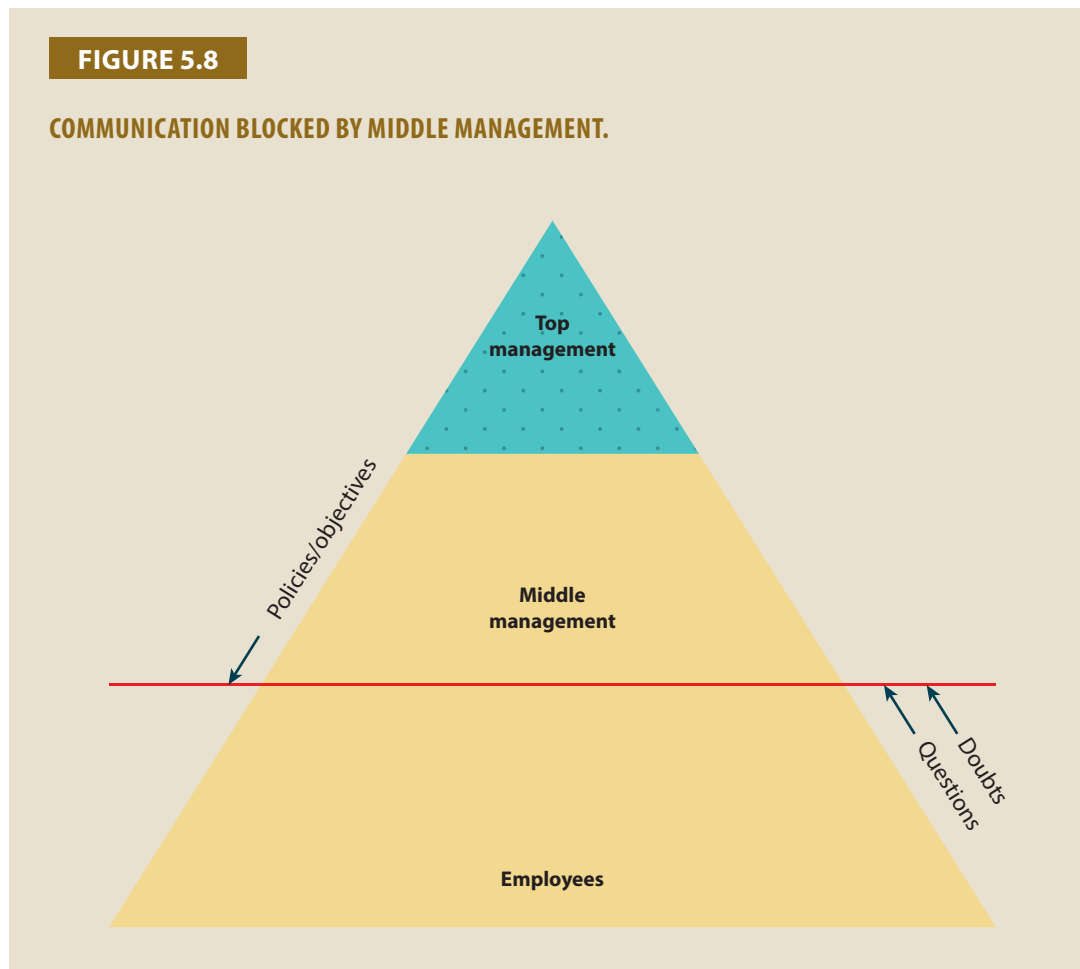 FIGURE 5.8
COMMUNICATION BLOCKED BY MIDDLE MANAGEMENT.
Top
management
Policies/objectives
Middle
management
Doubts
Questions
Employees